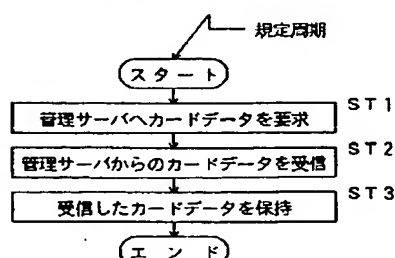 規定周期
スタート
管理サーバへカードデータを要求
ST1
管理サーバからのカードデータを受信
ST2
受信したカードデータを保持
ST3
エンド